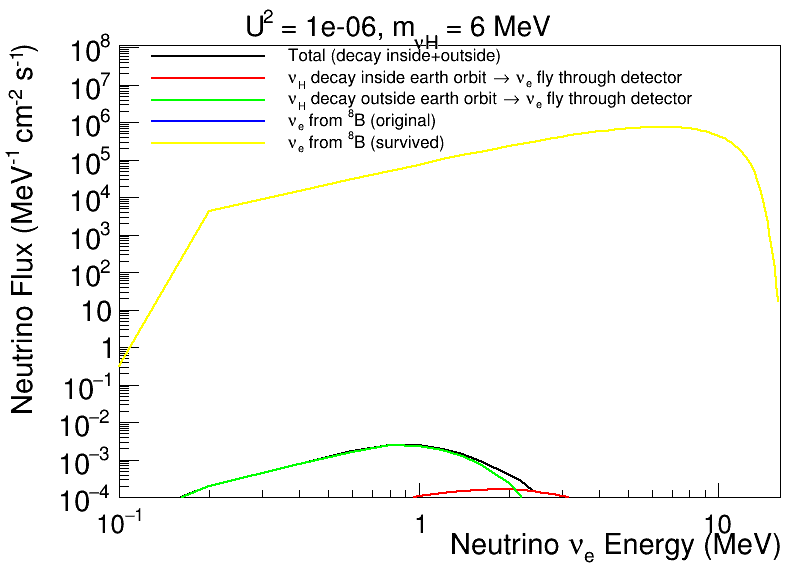 U² = 1e-06, m_νH = 6 MeV
Total (decay inside+outside)
ν_H decay inside earth orbit → ν_e fly through detector
ν_H decay outside earth orbit → ν_e fly through detector
ν_e from ⁸B (original)
ν_e from ⁸B (survived)
Neutrino Flux (MeV⁻¹ cm⁻² s⁻¹)
10⁸
10⁷
10⁶
10⁵
10⁴
10³
10²
10
1
10⁻¹
10⁻²
10⁻³
10⁻⁴
10⁻¹
1
10
Neutrino ν_e Energy (MeV)